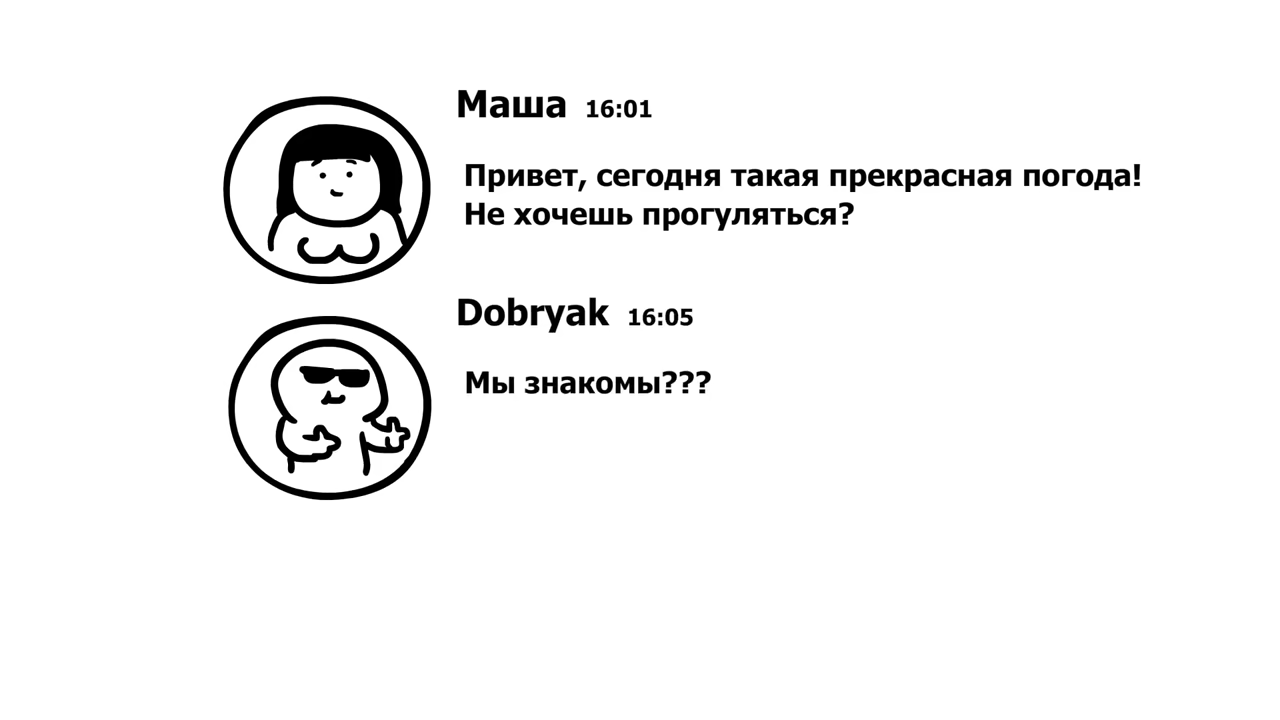 Маша 16:01
Привет, сегодня такая прекрасная погода!
Не хочешь прогуляться?
Dobryak 16:05
Мы знакомы???